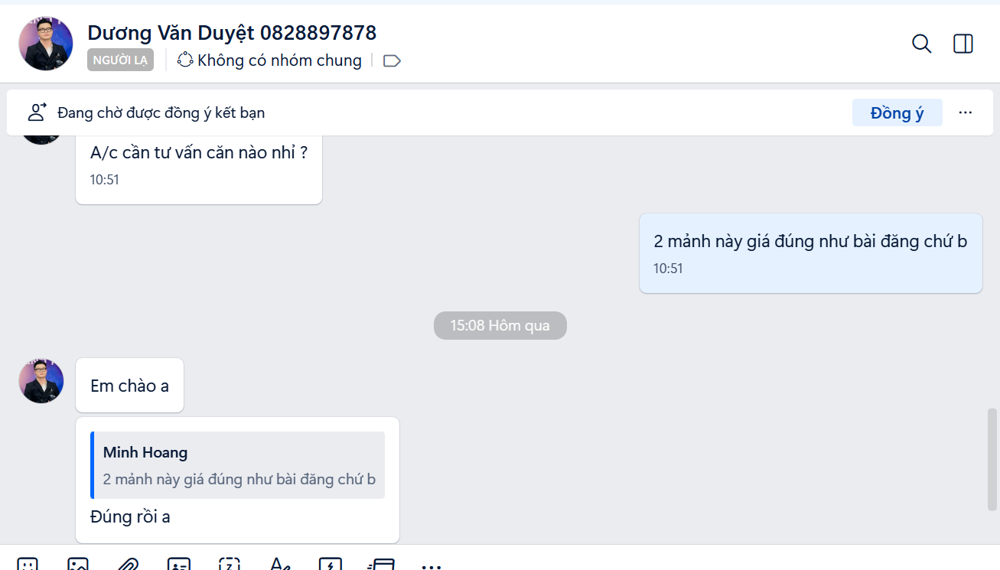 Dương Văn Duyệt 0828897878
NGƯỜI LẠ
Không có nhóm chung
Đang chờ được đồng ý kết bạn
Đồng ý
A/c cần tư vấn căn nào nhỉ ?
10:51
2 mảnh này giá đúng như bài đăng chứ b
10:51
15:08 Hôm qua
Em chào a
Minh Hoang
2 mảnh này giá đúng như bài đăng chứ b
Đúng rồi a